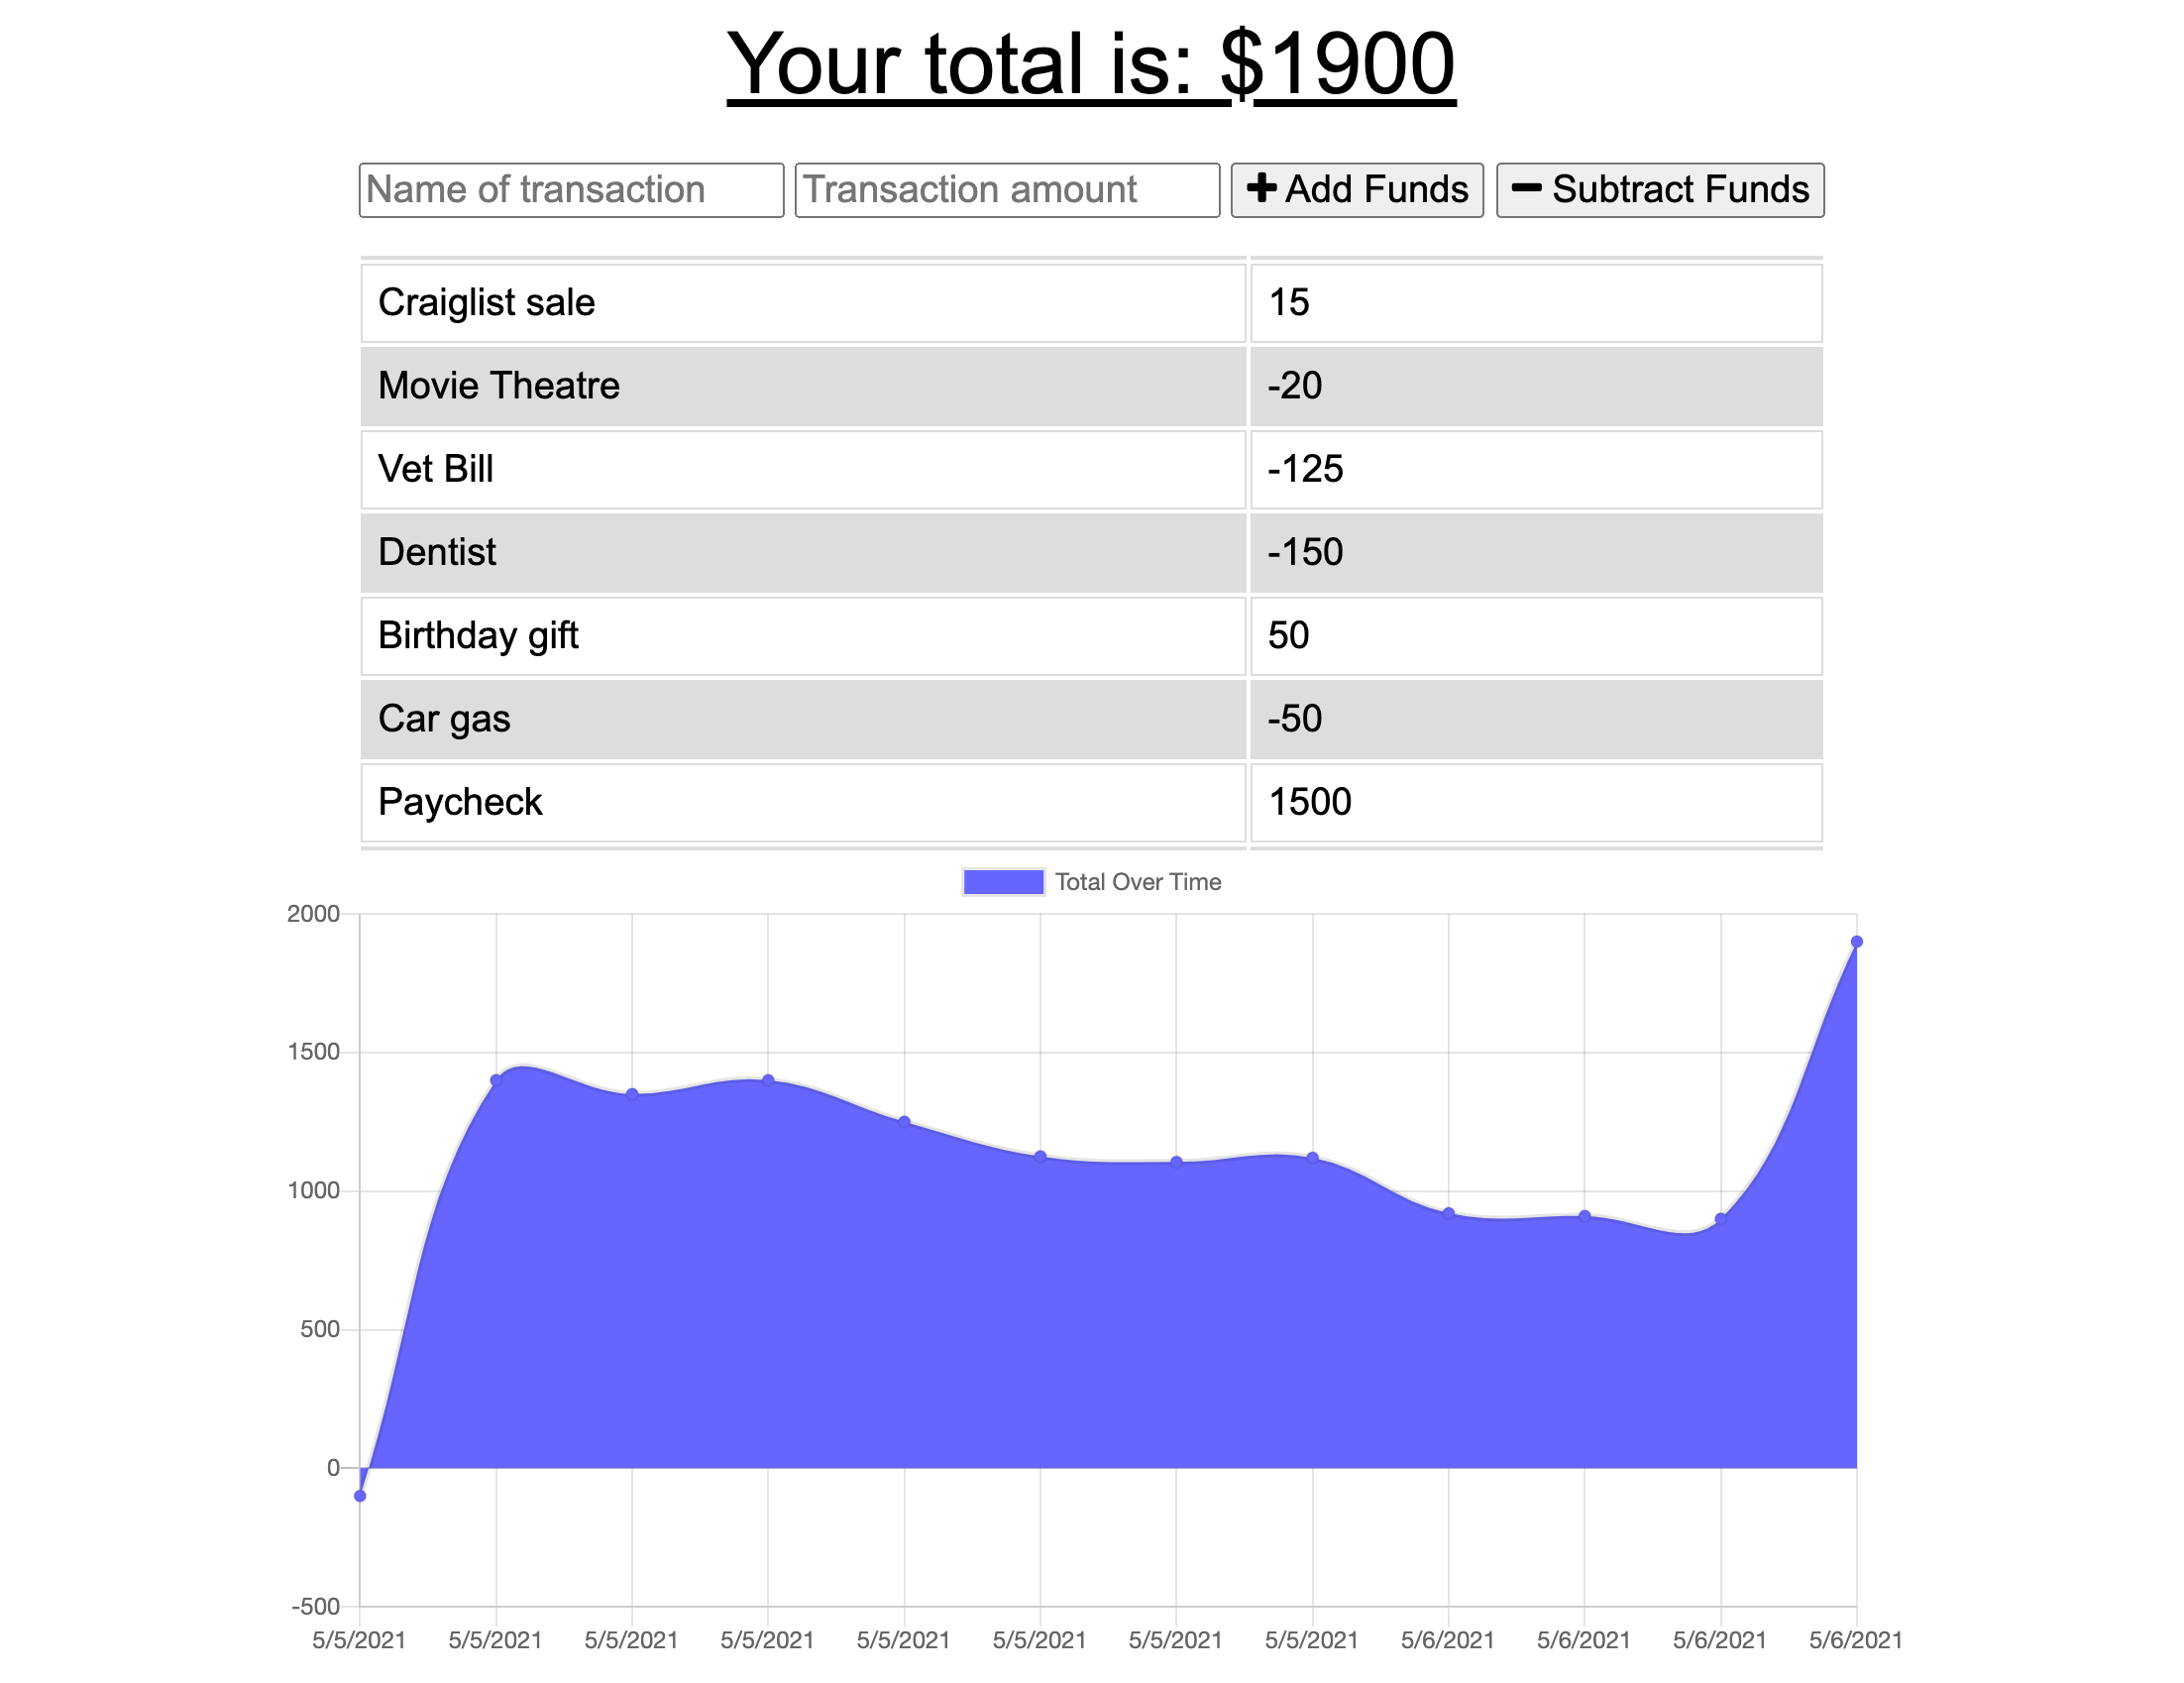 Your total is: $1900
Name of transaction Transaction amount Add Funds Subtract Funds
Craiglist sale 15
Movie Theatre -20
Vet Bill -125
Dentist -150
Birthday gift 50
Car gas -50
Paycheck 1500
Total Over Time
2000
1500
1000
500
0
-500
5/5/2021 5/5/2021 5/5/2021 5/5/2021 5/5/2021 5/5/2021 5/5/2021 5/5/2021 5/6/2021 5/6/2021 5/6/2021 5/6/2021